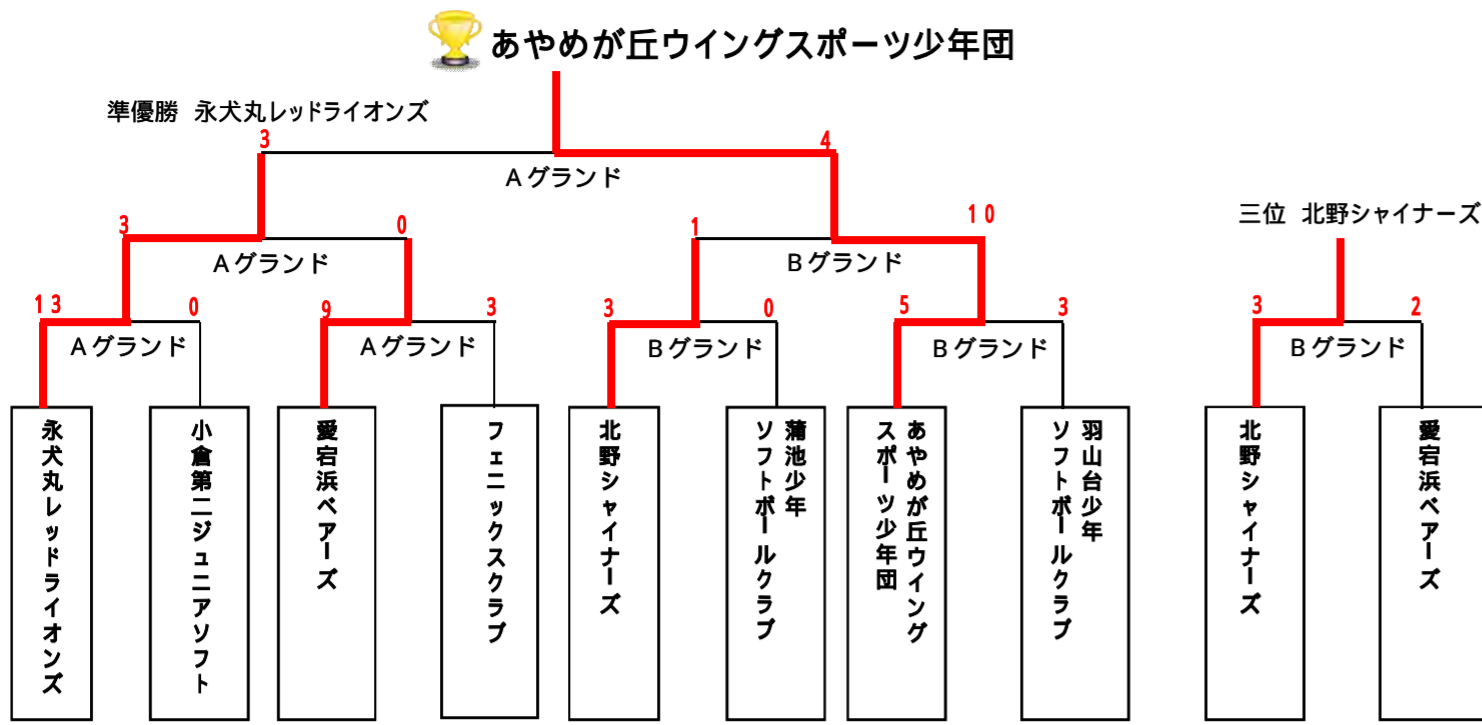 あやめが丘ウイングスポーツ少年団
準優勝 永犬丸レッドライオンズ
3
4
Aグランド
3
0
1
10
三位 北野シャイナーズ
Aグランド
Bグランド
13
0
9
3
3
0
5
3
3
2
Aグランド
Aグランド
Bグランド
Bグランド
Bグランド
永犬丸レッドライオンズ
小倉第二ジュニアソフト
愛宕浜ベアーズ
フェニックスクラブ
北野シャイナーズ
蒲池少年
ソフトボールクラブ
あやめが丘ウイング
スポーツ少年団
羽山台少年
ソフトボールクラブ
北野シャイナーズ
愛宕浜ベアーズ